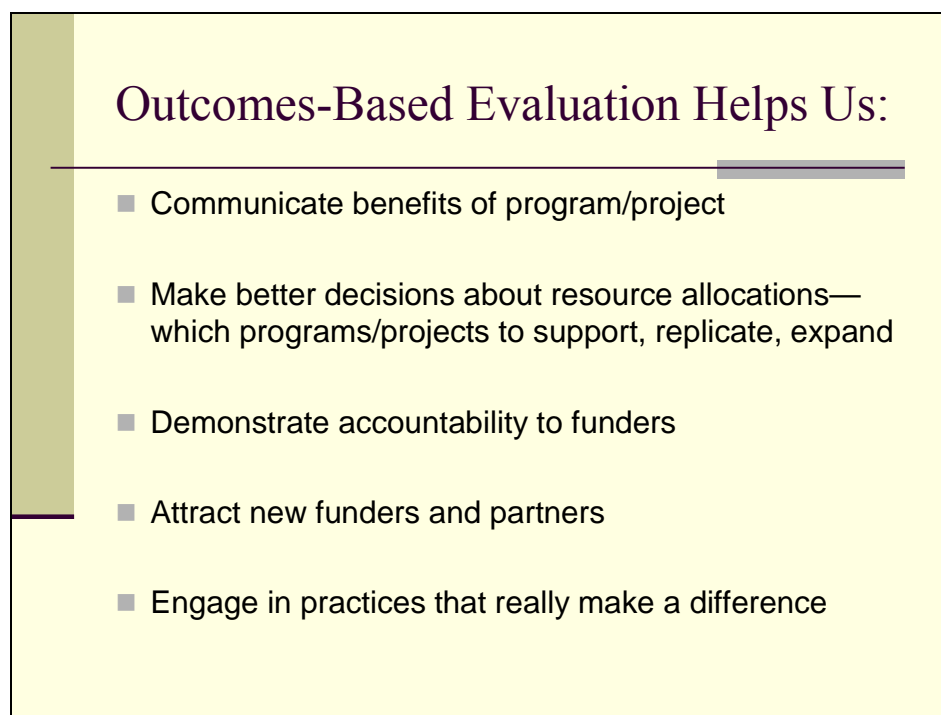 Outcomes-Based Evaluation Helps Us:
Communicate benefits of program/project
Make better decisions about resource allocations—
which programs/projects to support, replicate, expand
Demonstrate accountability to funders
Attract new funders and partners
Engage in practices that really make a difference